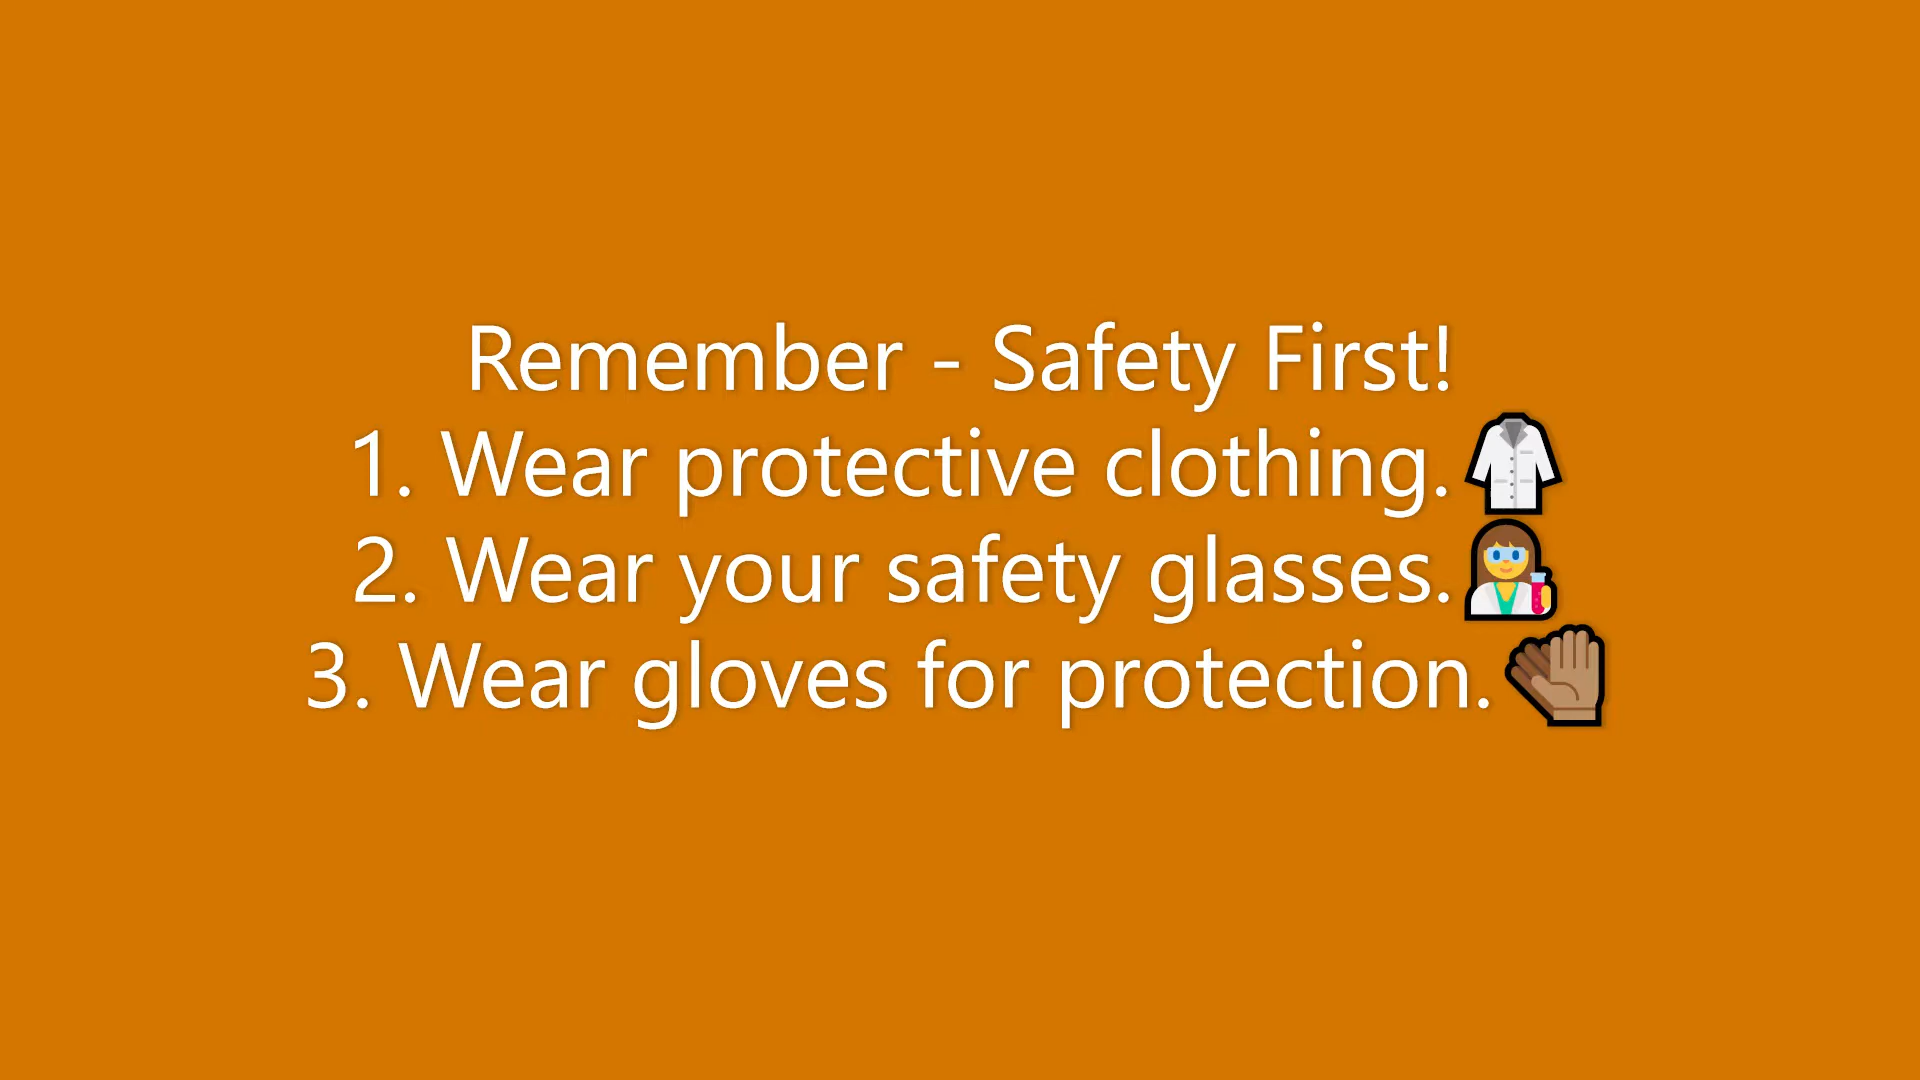 Remember - Safety First!
1. Wear protective clothing.🥼
2. Wear your safety glasses.👩‍🔬
3. Wear gloves for protection.🧤